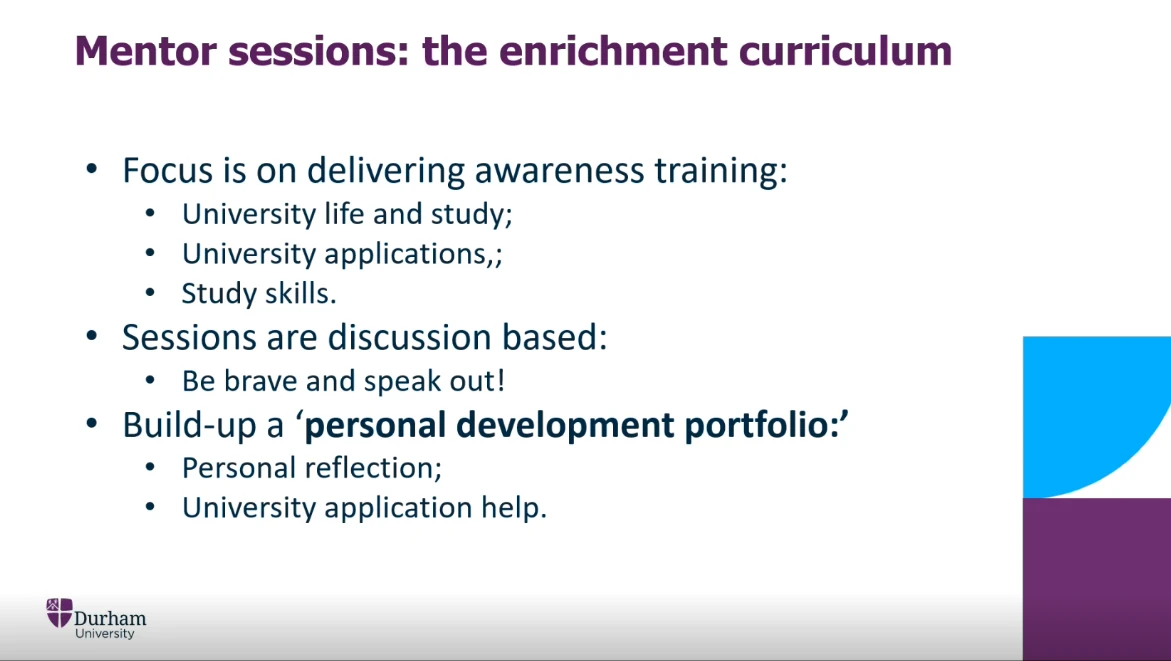 Mentor sessions: the enrichment curriculum
• Focus is on delivering awareness training:
• University life and study;
• University applications,;
• Study skills.
• Sessions are discussion based:
• Be brave and speak out!
• Build-up a ‘personal development portfolio:’
• Personal reflection;
• University application help.
Durham
University